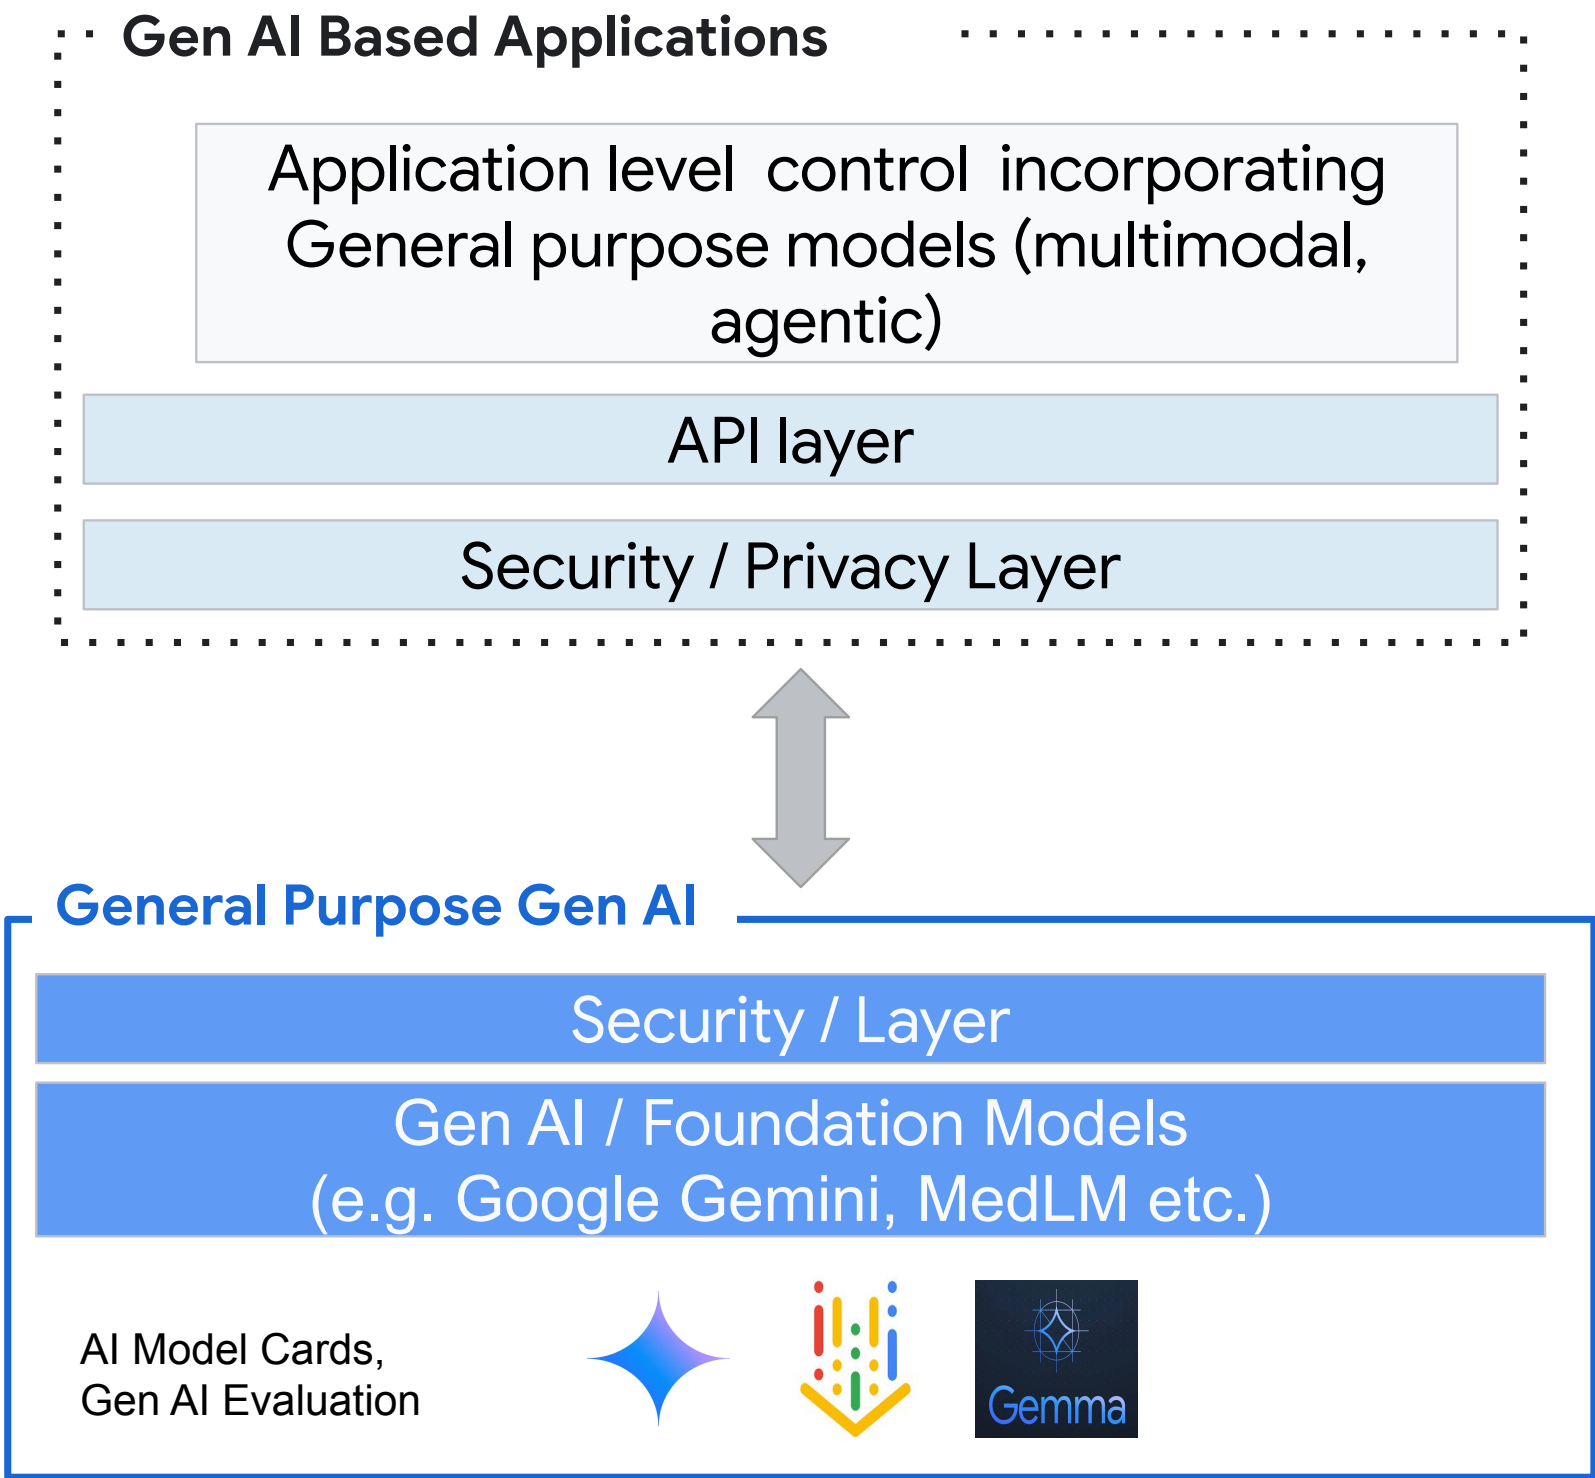 Gen AI Based Applications
Application level control incorporating
General purpose models (multimodal,
agentic)
API layer
Security / Privacy Layer
General Purpose Gen AI
Security / Layer
Gen AI / Foundation Models
(e.g. Google Gemini, MedLM etc.)
AI Model Cards,
Gen AI Evaluation
Gemma